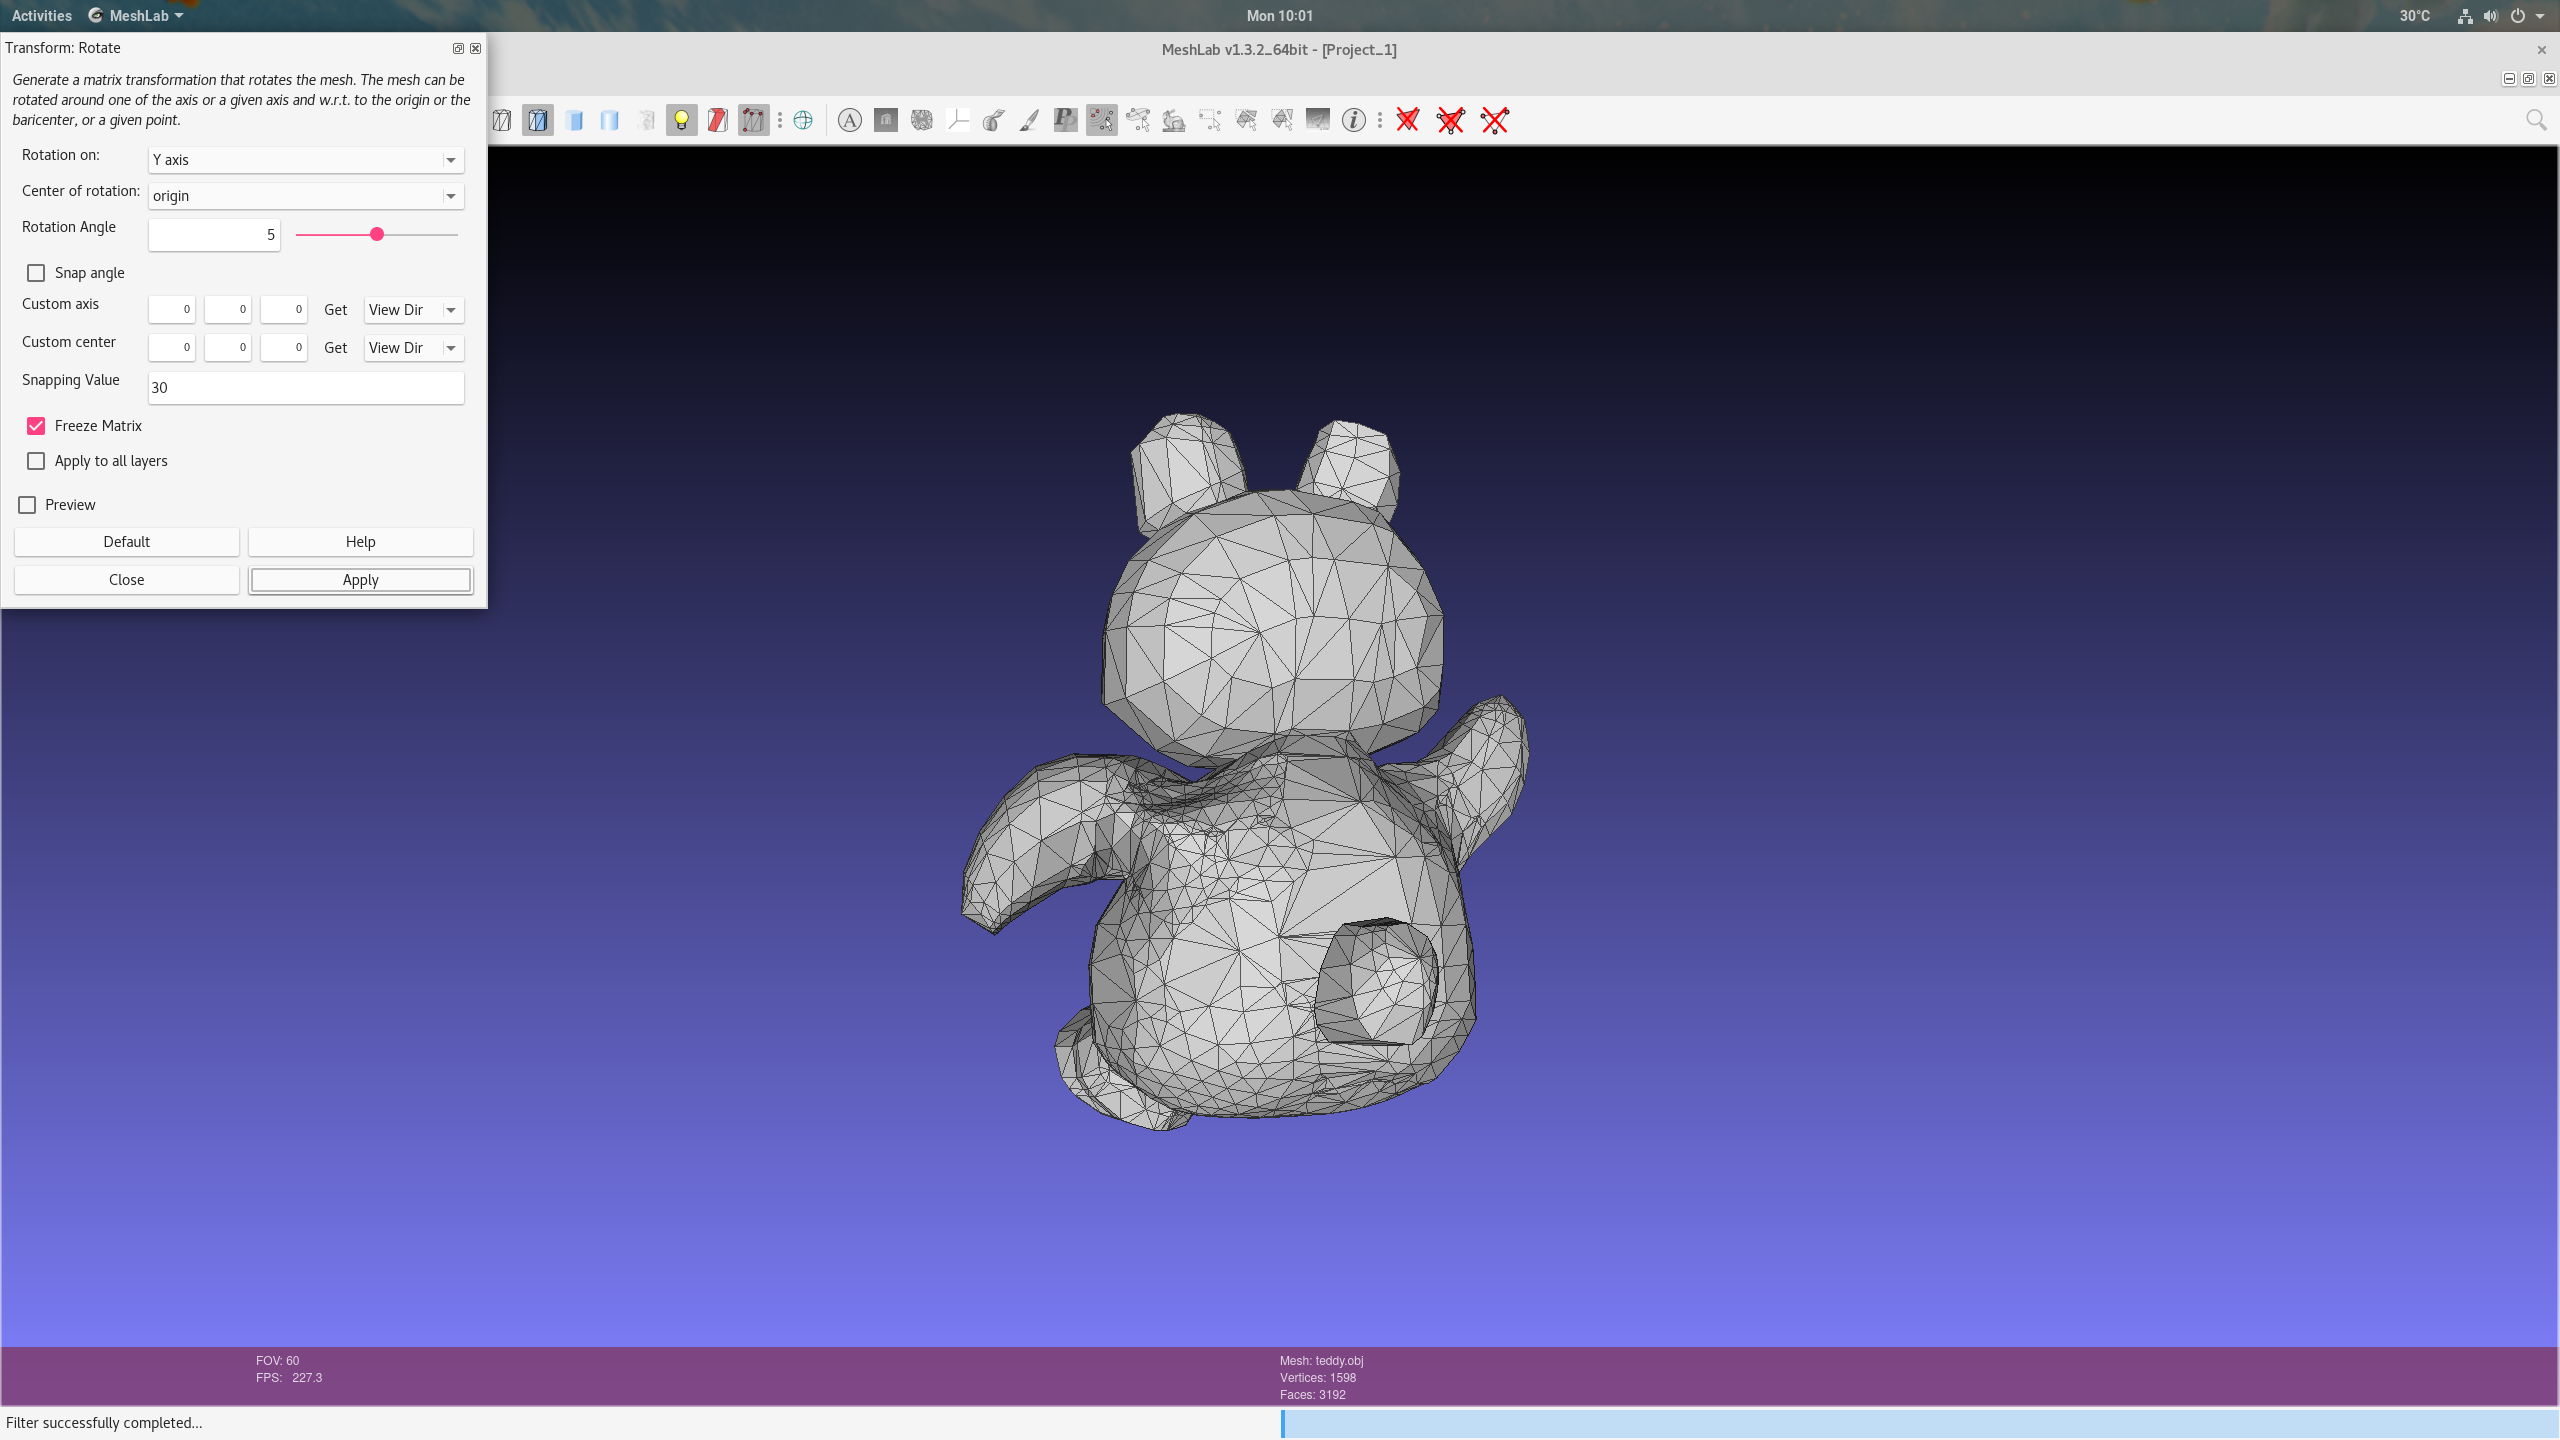 Activities MeshLab Mon 10:01 30°C
Transform: Rotate
MeshLab v1.3.2_64bit - [Project_1]
Generate a matrix transformation that rotates the mesh. The mesh can be
rotated around one of the axis or a given axis and w.r.t. to the origin or the
baricenter, or a given point.
Rotation on: Y axis
Center of rotation: origin
Rotation Angle 5
Snap angle
Custom axis 0 0 0 Get View Dir
Custom center 0 0 0 Get View Dir
Snapping Value 30
Freeze Matrix
Apply to all layers
Preview
Default Help
Close Apply
FOV: 60
FPS: 227.3
Mesh: teddy.obj
Vertices: 1598
Faces: 3192
Filter successfully completed...